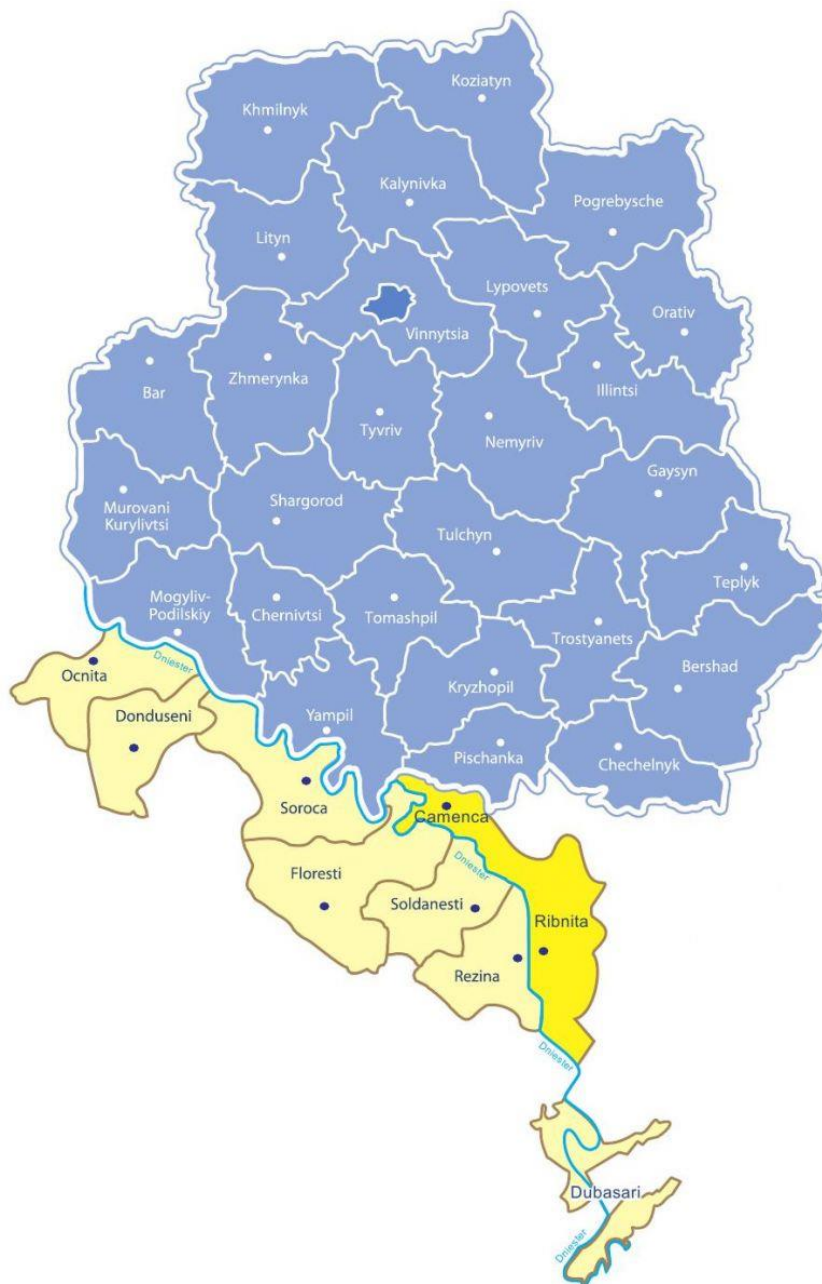 Koziatyn
Khmilnyk
Kalynivka
Pogrebysche
Lityn
Lypovets
Orativ
Vinnytsia
Zhmerynka
Bar
Illintsi
Tyvriv
Nemyriv
Gaysyn
Shargorod
Murovani
Kurylivtsi
Tulchyn
Teplyk
Mogyliv-
Podilskiy
Chernivtsi
Tomashpil
Trostyanets
Dniester
Bershad
Ocnita
Kryzhopil
Donduseni
Yampil
Pischanka
Chechelnyk
Soroca
Camenca
Floresti
Dniester
Soldanesti
Ribnita
Rezina
Dniester
Dubasari
Dniester